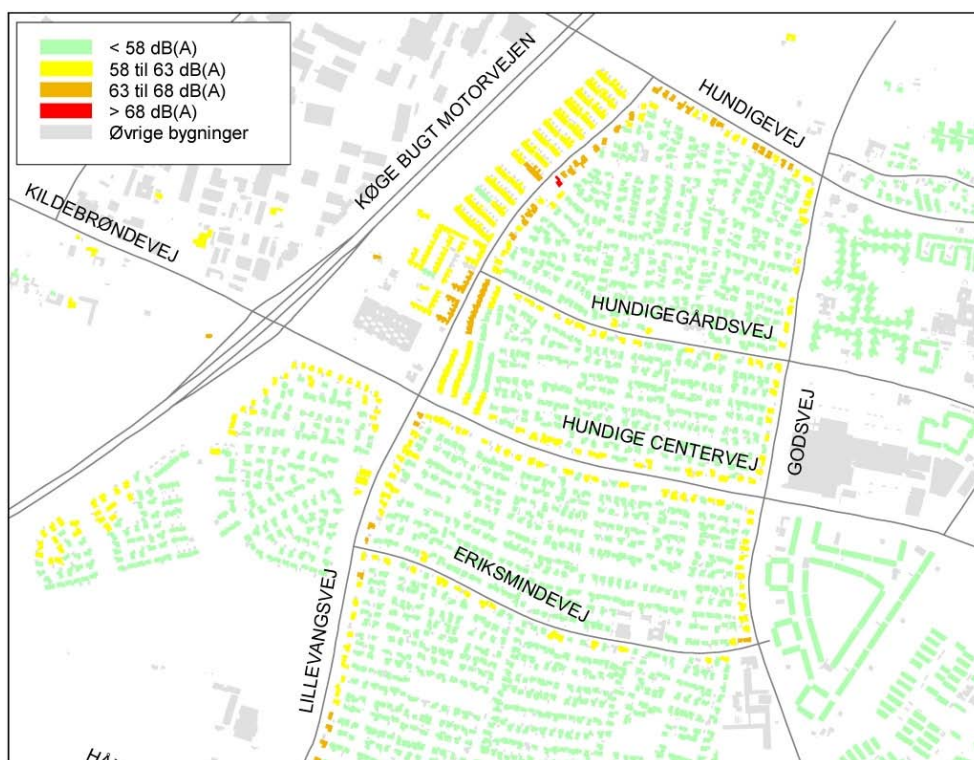 < 58 dB(A)
58 til 63 dB(A)
63 til 68 dB(A)
> 68 dB(A)
Øvrige bygninger
KØGE BUGT MOTORVEJEN
HUNDIGEVEJ
KILDEBRØNDEVEJ
HUNDIGEGÅRDSVEJ
HUNDIGE CENTERVEJ
GODSVEJ
ERIKSMINDEVEJ
LILLEVANGSVEJ